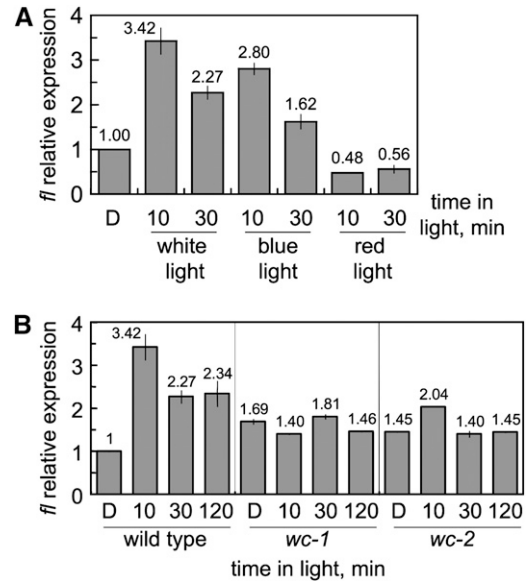 A
fl relative expression
4
3
2
1
0
1.00
3.42
2.27
2.80
1.62
0.48
0.56
D 10 30 10 30 10 30
time in
light, min
white
light
blue
light
red
light
B
fl relative expression
4
3
2
1
0
1
3.42
2.27
2.34
1.69
1.40
1.81
1.46
1.45
2.04
1.40
1.45
D 10 30 120 D 10 30 120 D 10 30 120
wild type wc-1 wc-2
time in light, min